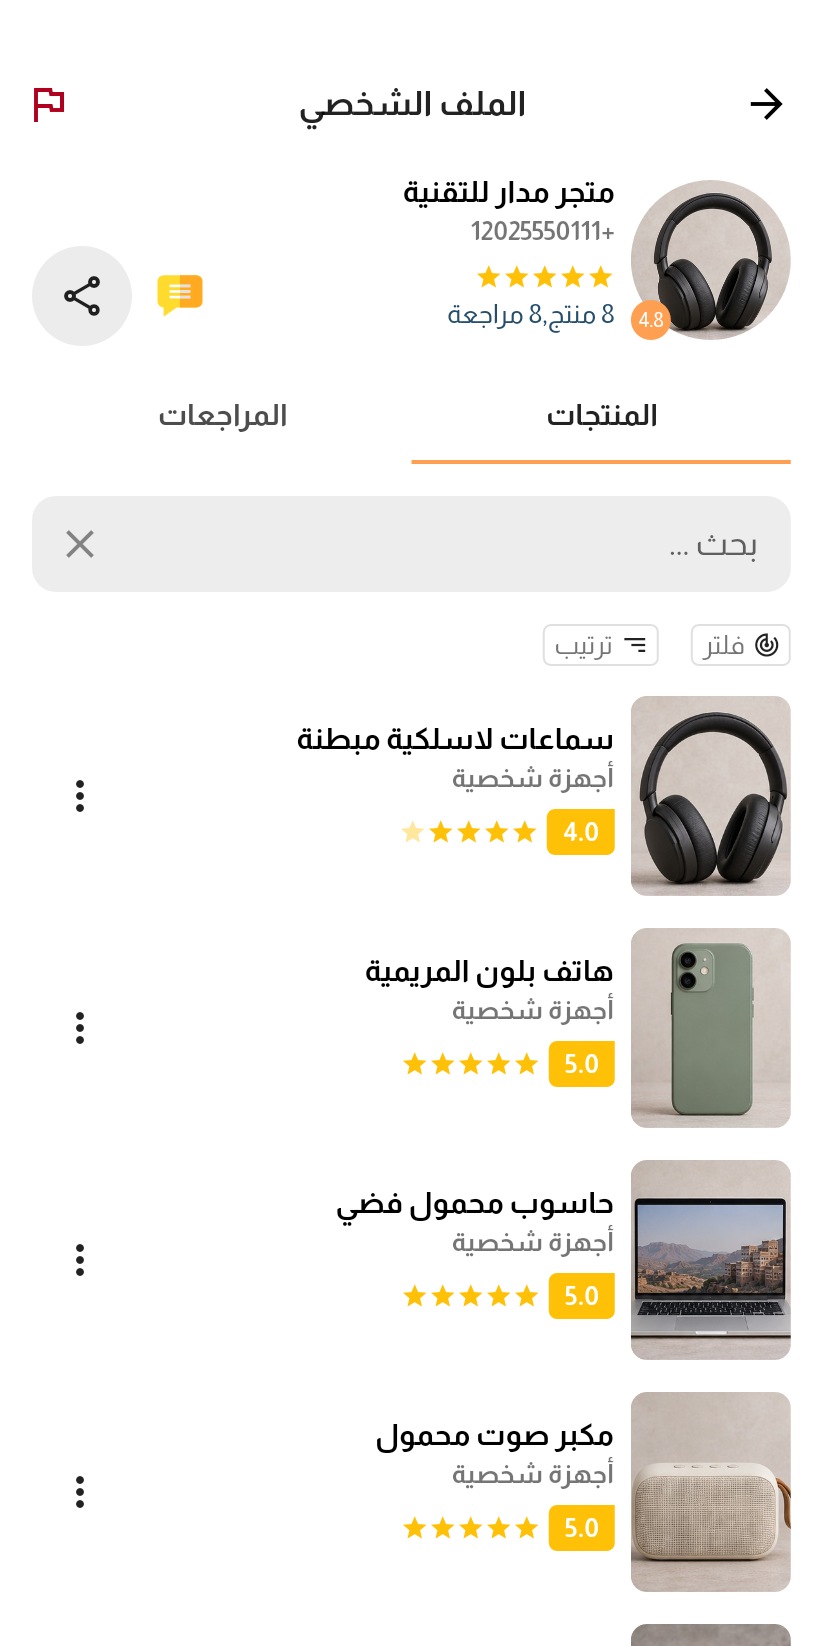 الملف الشخصي
متجر مدار للتقنية
+12025550111
4.8
8 منتج,8 مراجعة
المنتجات
المراجعات
بحث ...
فلتر
ترتيب
سماعات لاسلكية مبطنة
أجهزة شخصية
4.0
هاتف بلون المريمية
أجهزة شخصية
5.0
حاسوب محمول فضي
أجهزة شخصية
5.0
مكبر صوت محمول
أجهزة شخصية
5.0